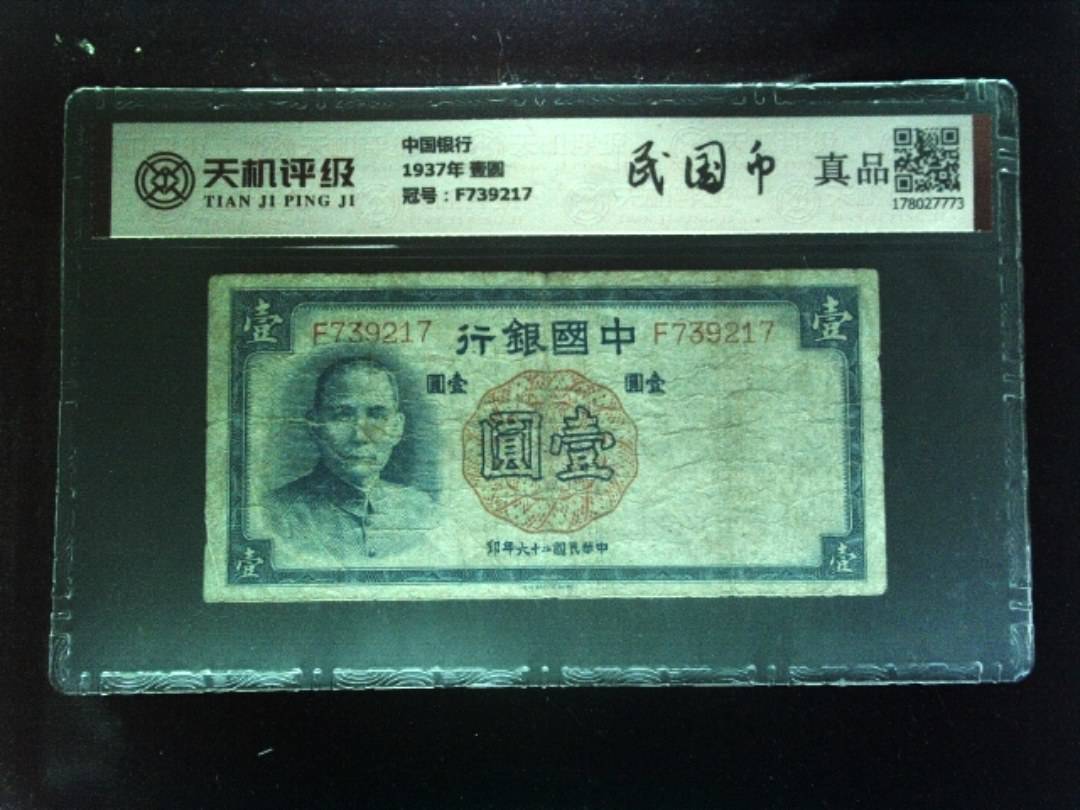 天机评级
TIAN JI PING JI
中国银行
1937年 壹圆
冠号：F739217
民国币
真品
178027773
壹
壹
F739217
行銀國中
F739217
圓壹
圓壹
圓壹
印年六十二國民華中
壹
壹